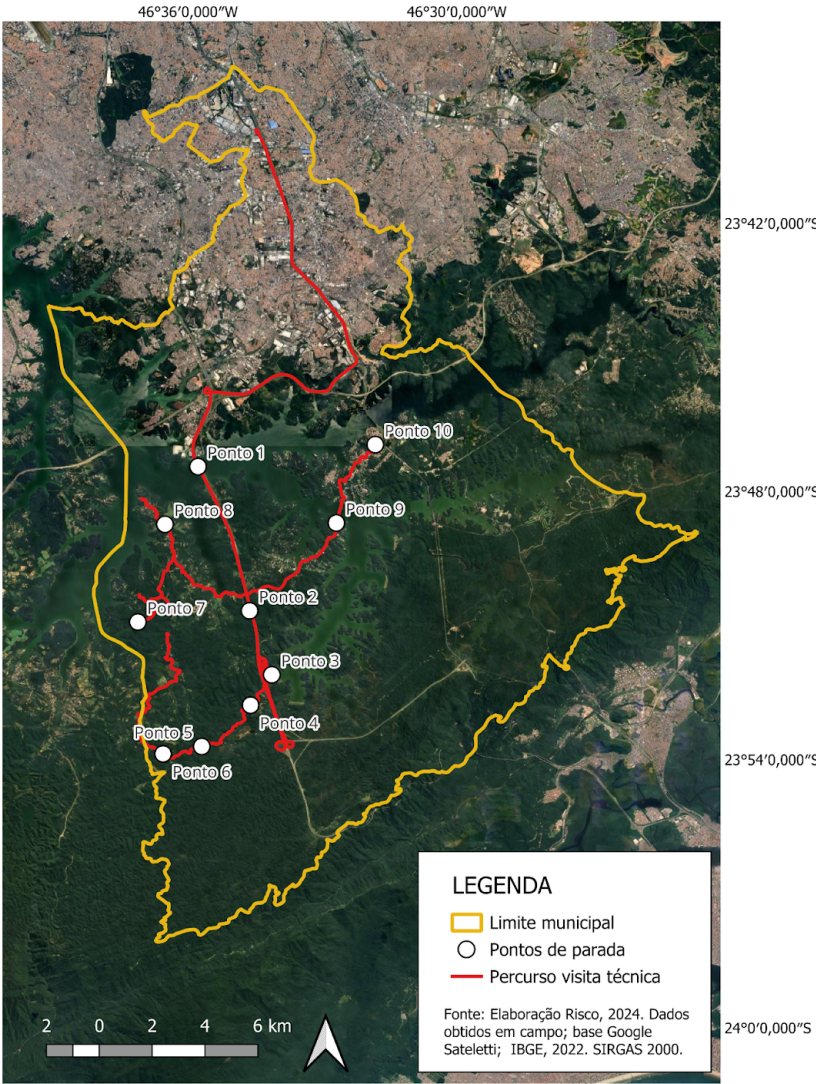 46°36’0,000”W
46°30’0,000”W
23°42’0,000”S
Ponto 10
Ponto 1
23°48’0,000”S
Ponto 8
Ponto 9
Ponto 2
Ponto 7
Ponto 3
Ponto 4
Ponto 5
Ponto 6
23°54’0,000”S
LEGENDA
Limite municipal
Pontos de parada
Percurso visita técnica
Fonte: Elaboração Risco, 2024. Dados
obtidos em campo; base Google
Sateletti; IBGE, 2022. SIRGAS 2000.
2 0 2 4 6 km
24°0’0,000”S